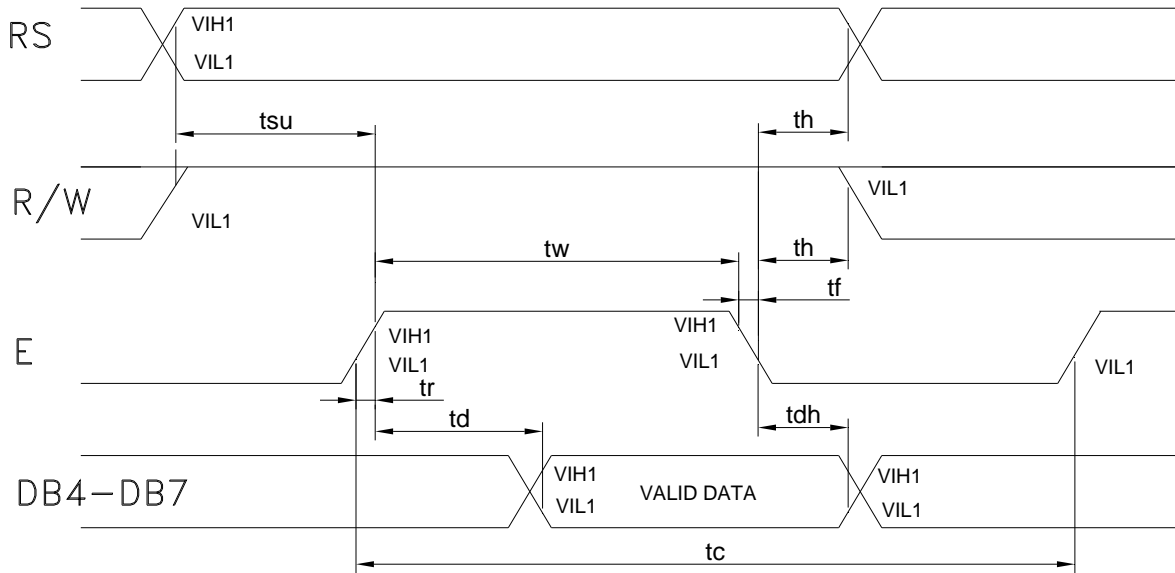 RS
VIH1
VIL1
tsu
th
R/W
VIL1
VIL1
tw
th
tf
E
VIH1
VIL1
VIH1
VIL1
VIL1
tr
td
tdh
DB4-DB7
VIH1
VIL1
VALID DATA
VIH1
VIL1
tc